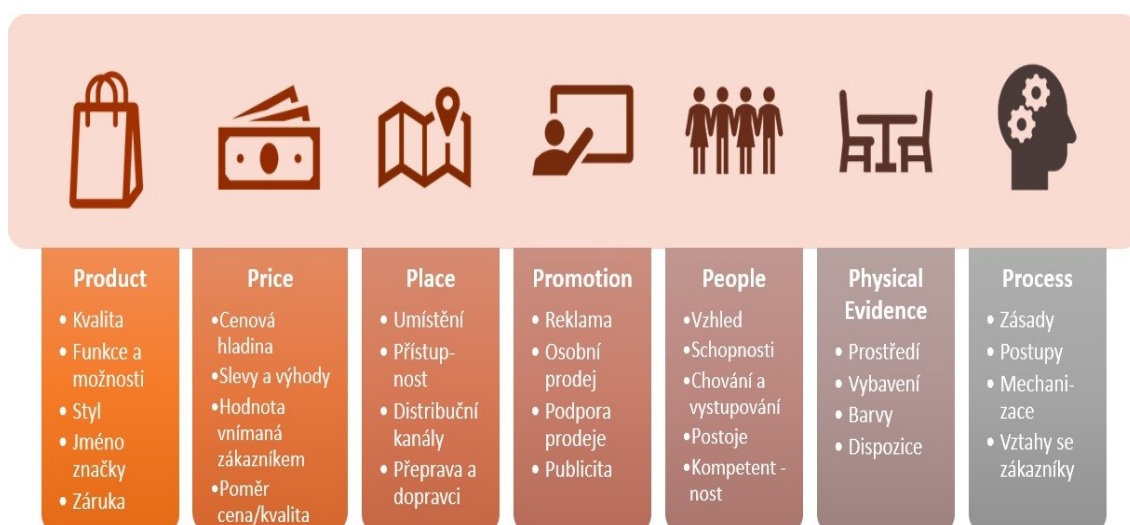 Product
• Kvalita
• Funkce a
možnosti
• Styl
• Jméno
značky
• Záruka
Price
•Cenová
hladina
•Slevy a výhody
•Hodnota
vnímaná
zákazníkem
•Poměr
cena/kvalita
Place
• Umístění
• Přístup-
nost
• Distribuční
kanály
• Přeprava a
dopravci
Promotion
• Reklama
• Osobní
prodej
• Podpora
prodeje
• Publicita
People
•Vzhled
•Schopnosti
•Chování a
vystupování
•Postoje
•Kompetent -
nost
Physical
Evidence
• Prostředí
• Vybavení
• Barvy
• Dispozice
Process
• Zásady
• Postupy
• Mechani-
zace
• Vztahy se
zákazníky